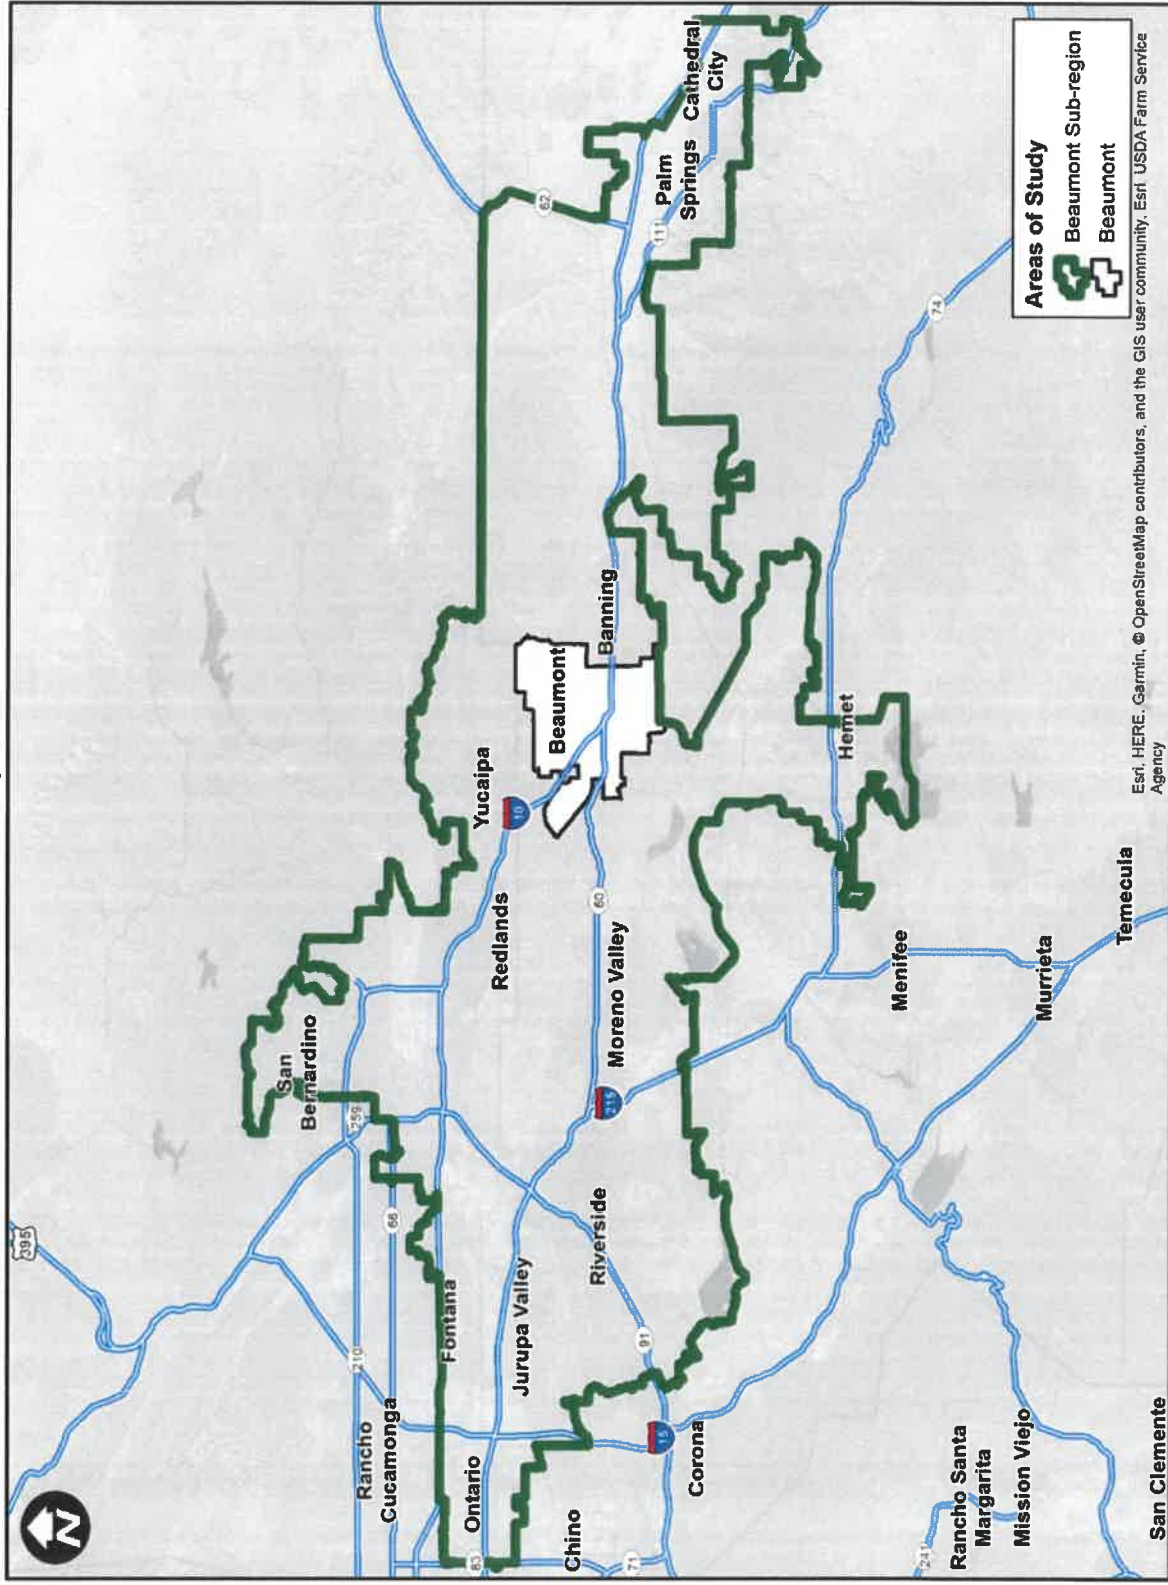 395
N
San
Bernardino
259
210
Rancho
Cucamonga
66
Fontana
Ontario
83
Jurupa Valley
Redlands
Yucaipa
10
62
Beaumont
Chino
Riverside
60
Banning
215
Moreno Valley
71
91
15
Corona
111
Palm
Springs
Cathedral
City
Hemet
Menifee
74
241
Rancho Santa
Margarita
Mission Viejo
Murrieta
Temecula
San Clemente
Areas of Study
Beaumont Sub-region
Beaumont
Esri, HERE, Garmin, © OpenStreetMap contributors, and the GIS user community, Esri, USDA Farm Service
Agency